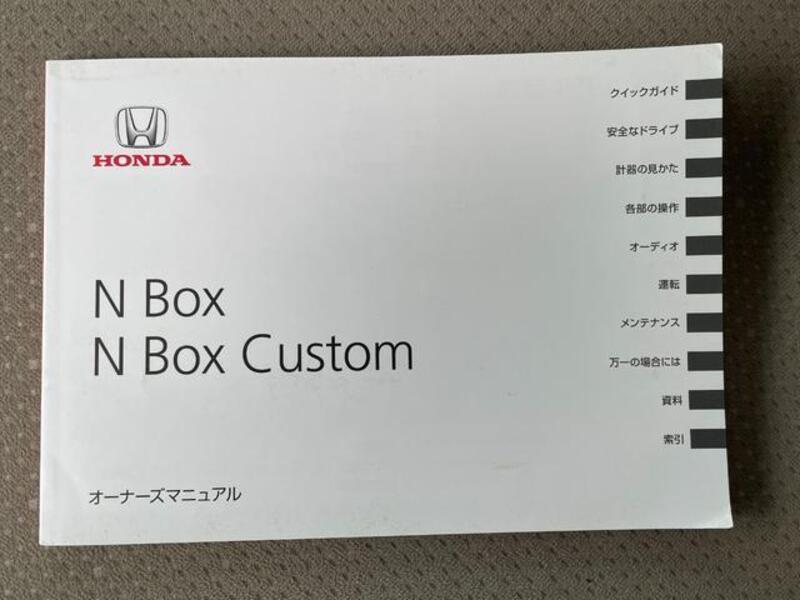 HONDA
N Box
N Box Custom
オーナーズマニュアル
クイックガイド
安全なドライブ
計器の見かた
各部の操作
オーディオ
運転
メンテナンス
万一の場合には
資料
索引